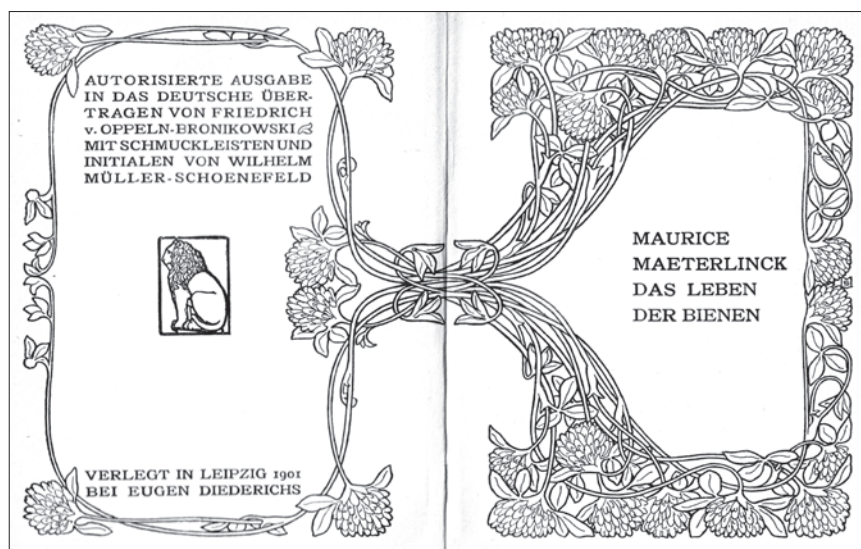 AUTORISIERTE AUSGABE
IN DAS DEUTSCHE ÜBER-
TRAGEN VON FRIEDRICH
v. OPPELN-BRONIKOWSKI
MIT SCHMUCKLEISTEN UND
INITIALEN VON WILHELM
MÜLLER-SCHOENEFELD
VERLEGT IN LEIPZIG 1901
BEI EUGEN DIEDERICHS
MAURICE
MAETERLINCK
DAS LEBEN
DER BIENEN